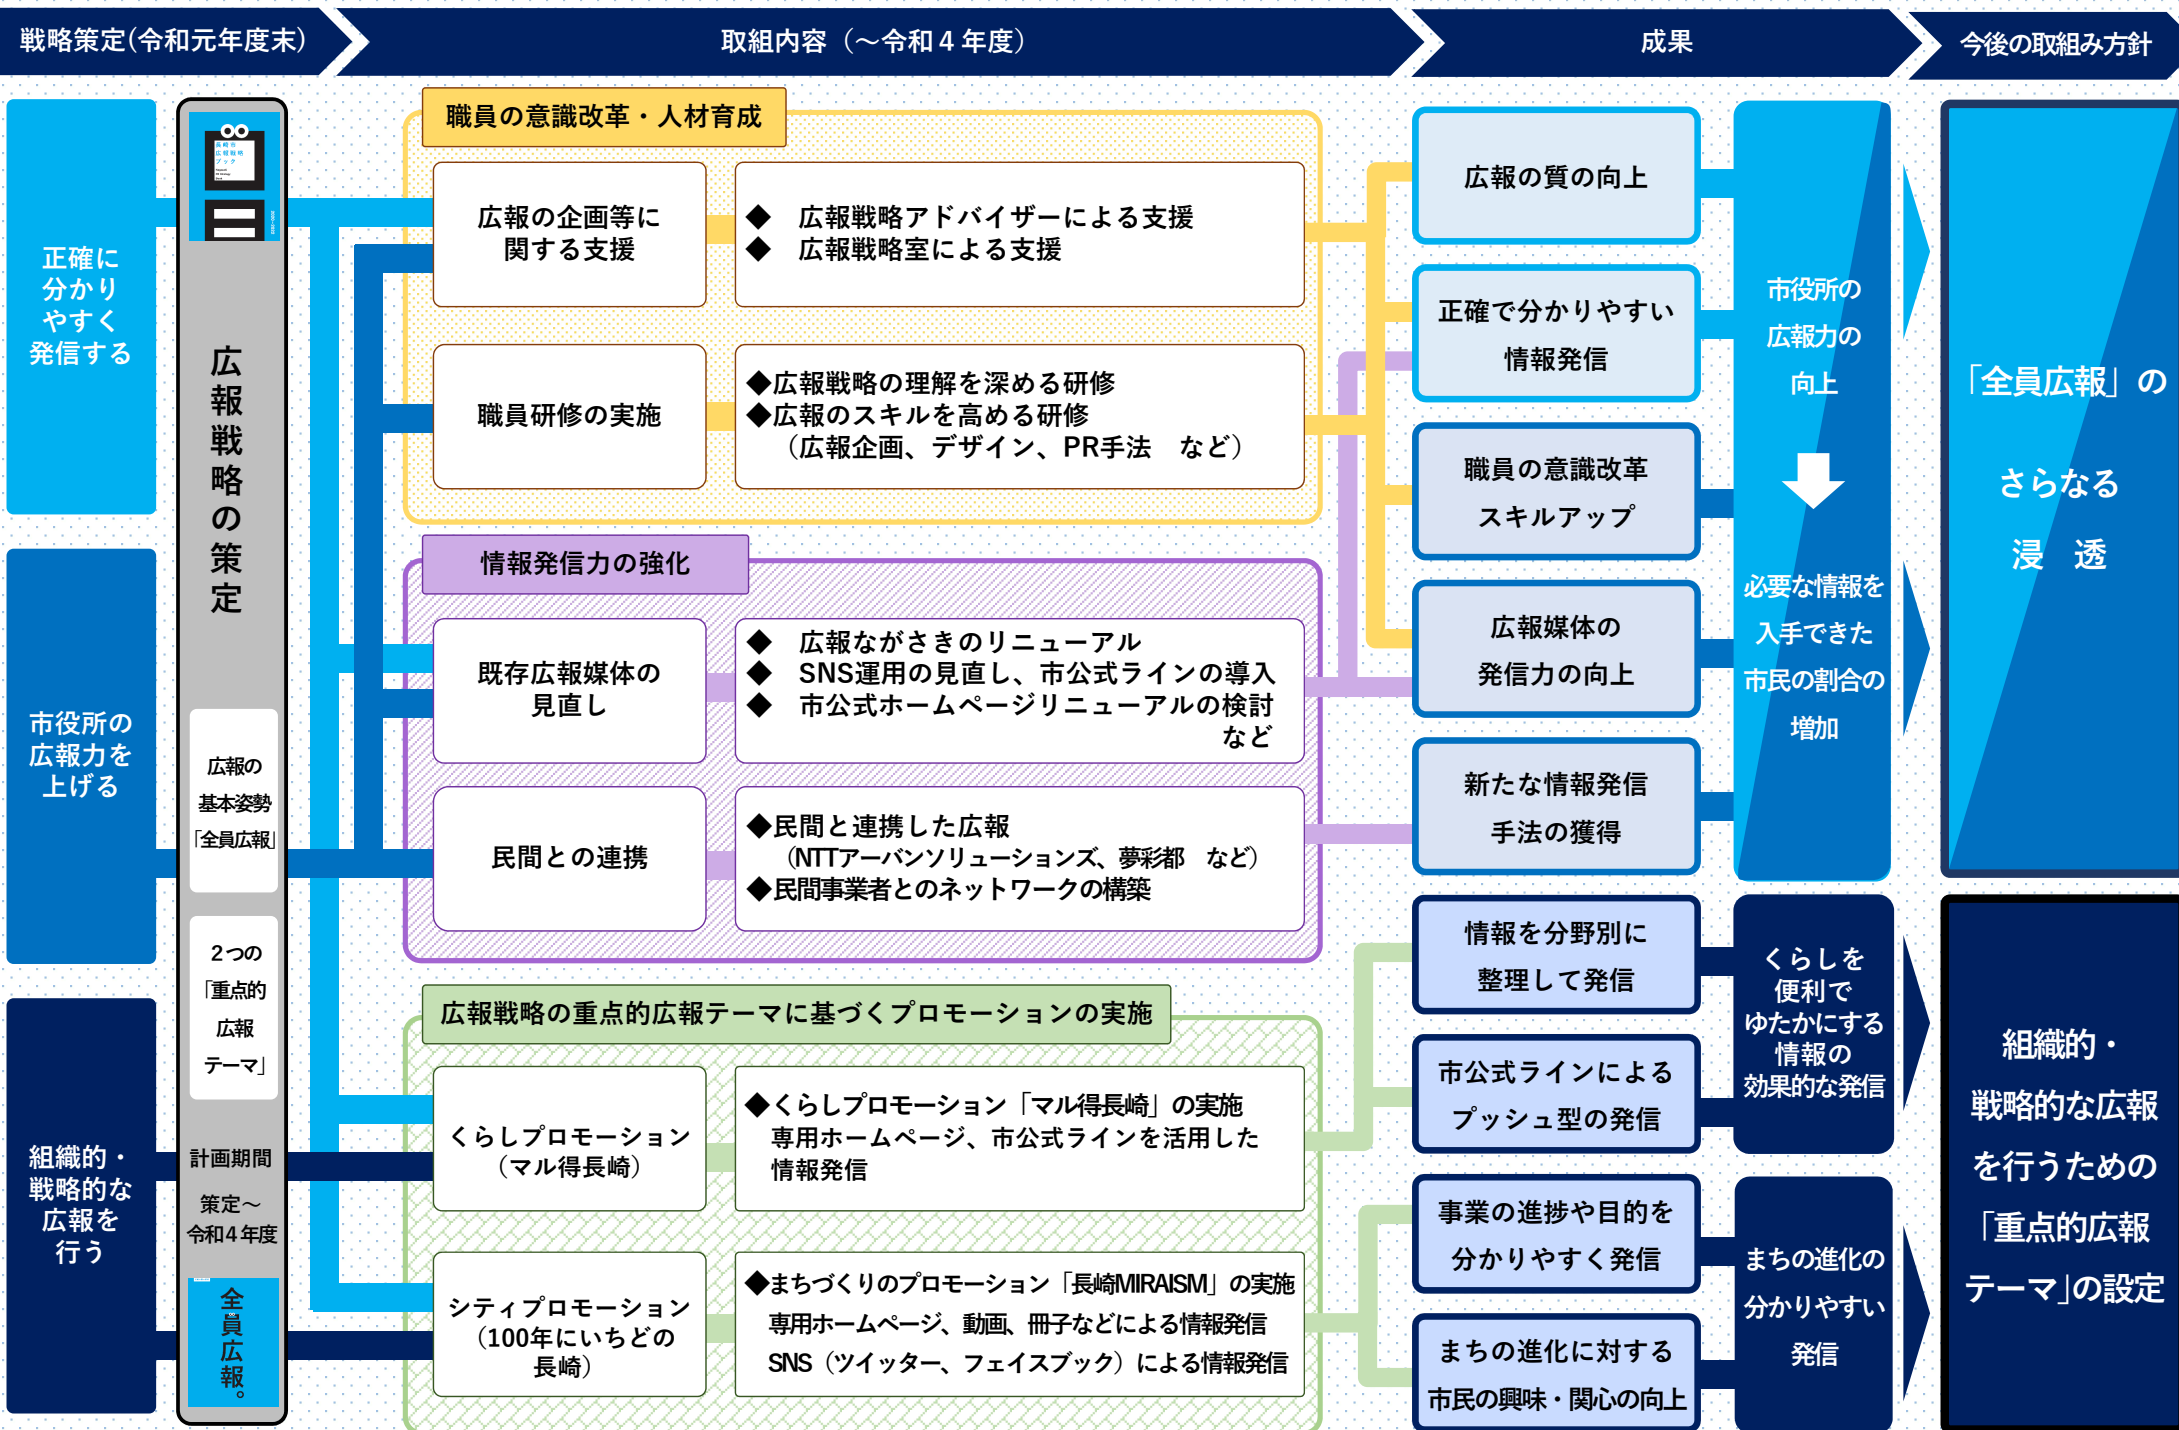 戦略策定(令和元年度末)
取組内容（～令和４年度）
成果
今後の取組み方針
正確に
分かり
やすく
発信する
市役所の
広報力を
上げる
組織的・
戦略的な
広報を
行う
長崎市
広報戦略
ブック
広報戦略の策定
広報の
基本姿勢
「全員広報」
２つの
「重点的
広報
テーマ」
計画期間
策定～
令和４年度
全員広報。
職員の意識改革・人材育成
広報の企画等に
関する支援
◆　広報戦略アドバイザーによる支援
◆　広報戦略室による支援
職員研修の実施
◆広報戦略の理解を深める研修
◆広報のスキルを高める研修
（広報企画、デザイン、PR手法　など）
情報発信力の強化
既存広報媒体の
見直し
◆　広報ながさきのリニューアル
◆　SNS運用の見直し、市公式ラインの導入
◆　市公式ホームページリニューアルの検討
など
民間との連携
◆民間と連携した広報
（NTTアーバンソリューションズ、夢彩都　など）
◆民間事業者とのネットワークの構築
広報戦略の重点的広報テーマに基づくプロモーションの実施
くらしプロモーション
（マル得長崎）
◆くらしプロモーション「マル得長崎」の実施
専用ホームページ、市公式ラインを活用した
情報発信
シティプロモーション
（100年にいちどの
長崎）
◆まちづくりのプロモーション「長崎MIRAISM」の実施
専用ホームページ、動画、冊子などによる情報発信
SNS（ツイッター、フェイスブック）による情報発信
広報の質の向上
正確で分かりやすい
情報発信
職員の意識改革
スキルアップ
広報媒体の
発信力の向上
新たな情報発信
手法の獲得
情報を分野別に
整理して発信
市公式ラインによる
プッシュ型の発信
事業の進捗や目的を
分かりやすく発信
まちの進化に対する
市民の興味・関心の向上
市役所の
広報力の
向上
必要な情報を
入手できた
市民の割合の
増加
くらしを
便利で
ゆたかにする
情報の
効果的な発信
まちの進化の
分かりやすい
発信
「全員広報」の
さらなる
浸　透
組織的・
戦略的な広報
を行うための
「重点的広報
テーマ」の設定